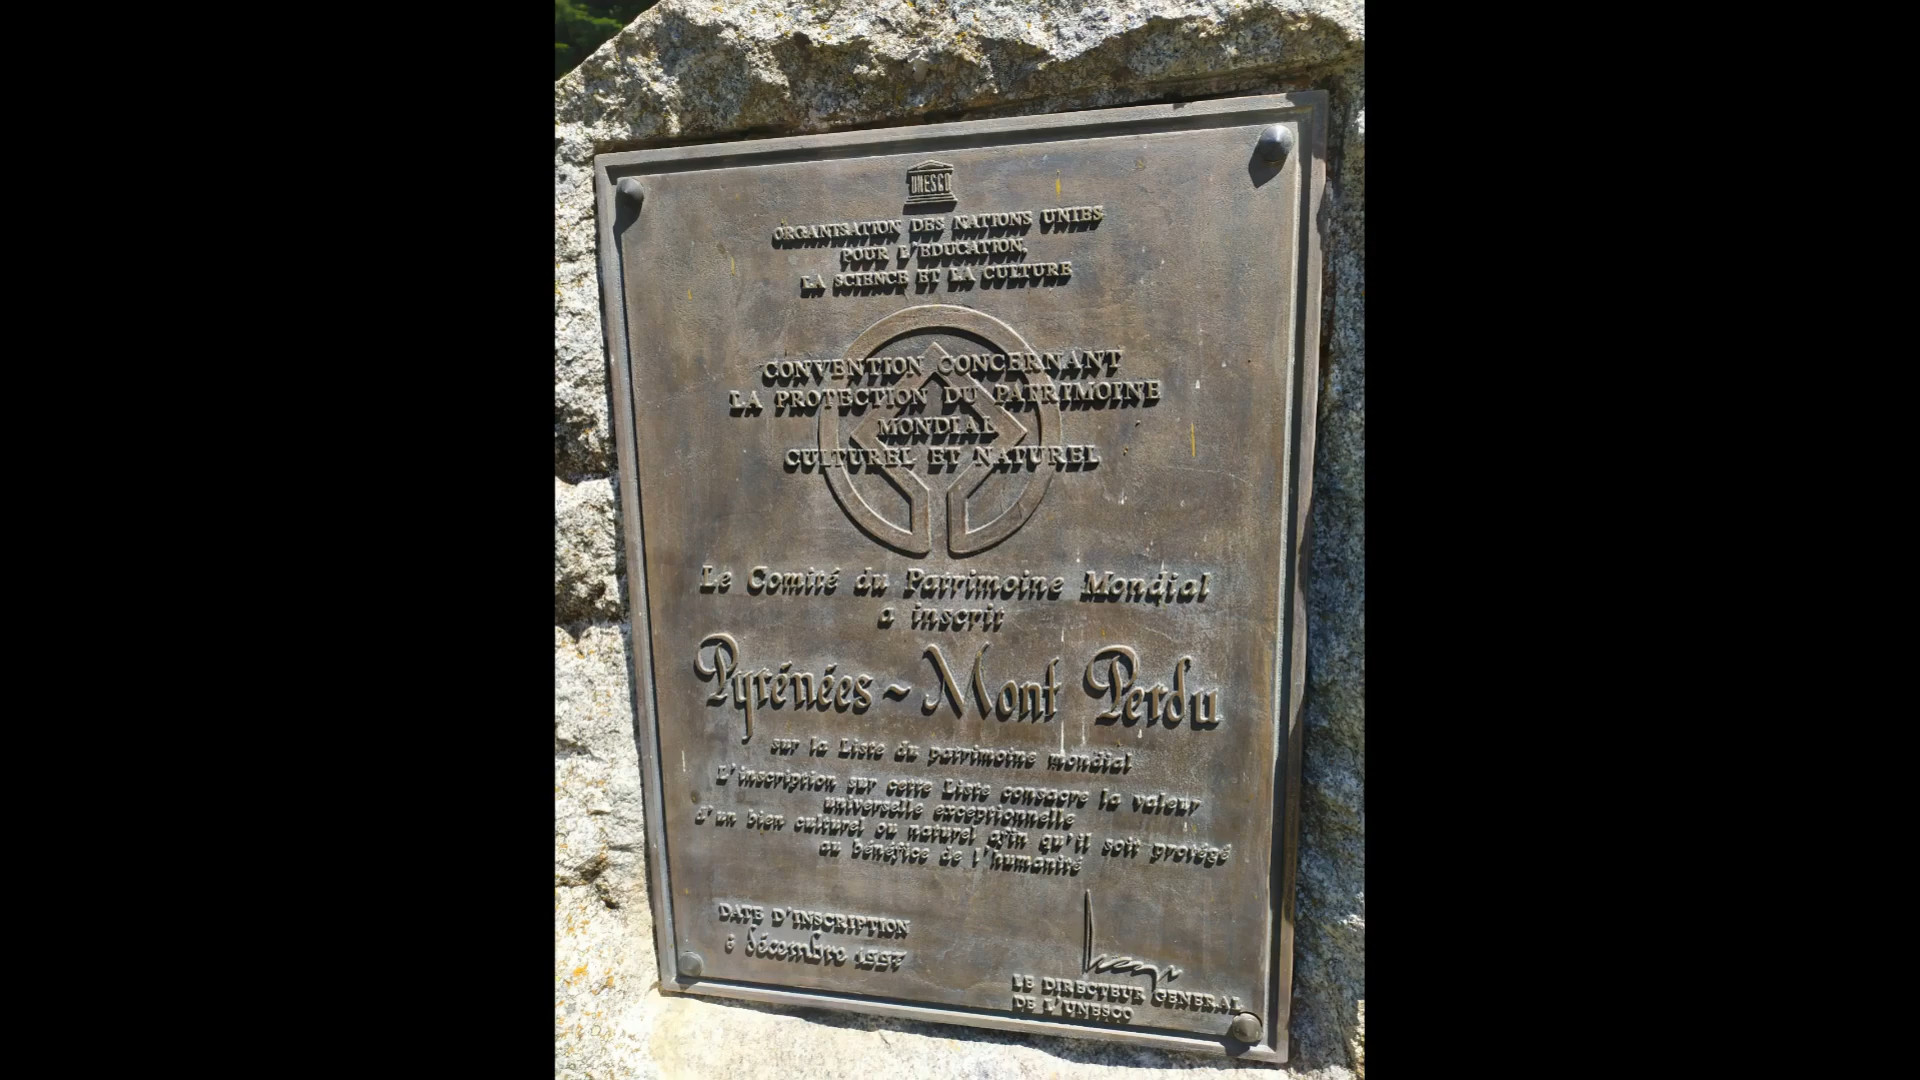 UNESCO
ORGANISATION DES NATIONS UNIES
POUR L'EDUCATION,
LA SCIENCE ET LA CULTURE
CONVENTION CONCERNANT
LA PROTECTION DU PATRIMOINE
MONDIAL
CULTUREL ET NATUREL
Le Comité du Patrimoine Mondial
a inscrit
Pyrénées ~ Mont Perdu
sur la Liste du patrimoine mondial
L'inscription sur cette Liste consacre la valeur
universelle exceptionnelle
d'un bien culturel ou naturel afin qu'il soit protégé
au bénéfice de l'humanité
DATE D'INSCRIPTION
décembre 1997
LE DIRECTEUR GENERAL
DE L'UNESCO